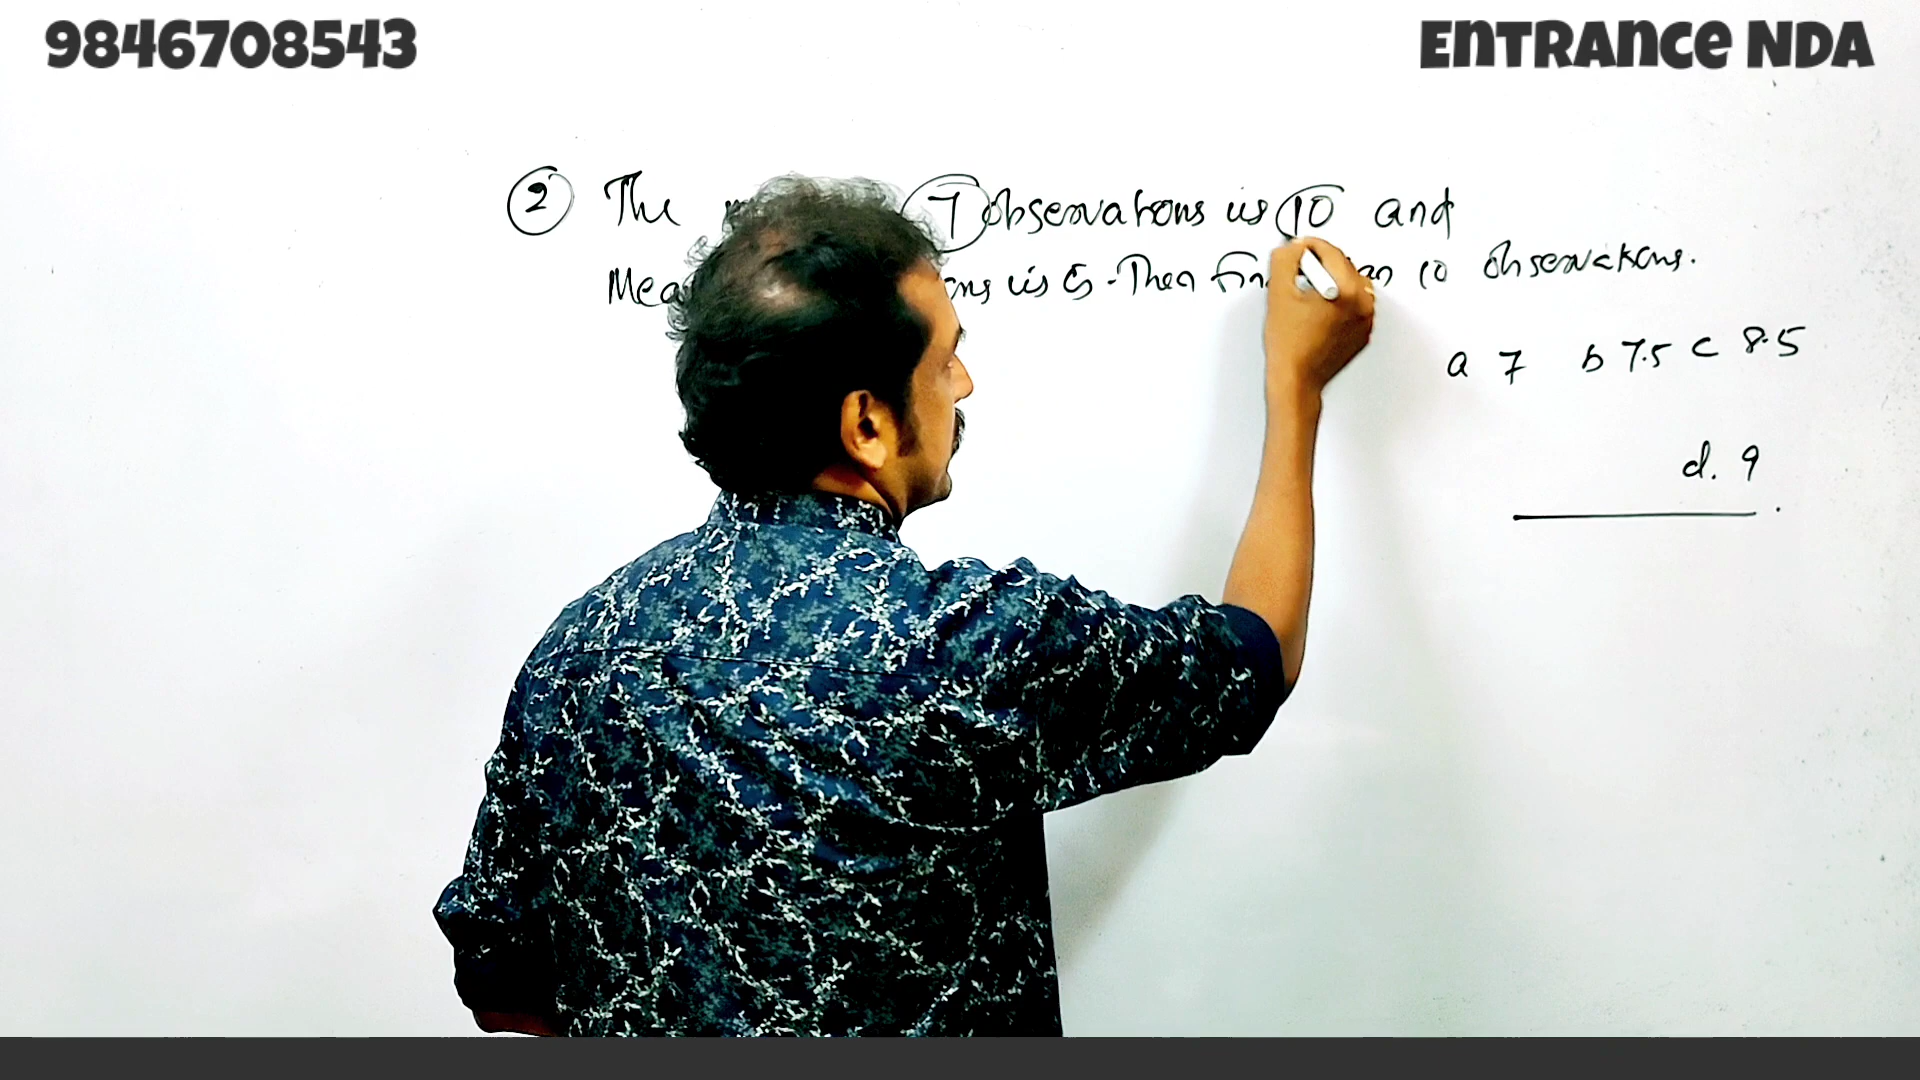 9846708543
ENTRANCE NDA
② The 7 observations is 10 and
Mea is 5. Then 10 observations.
a 7 b 7.5 c 8.5
d. 9